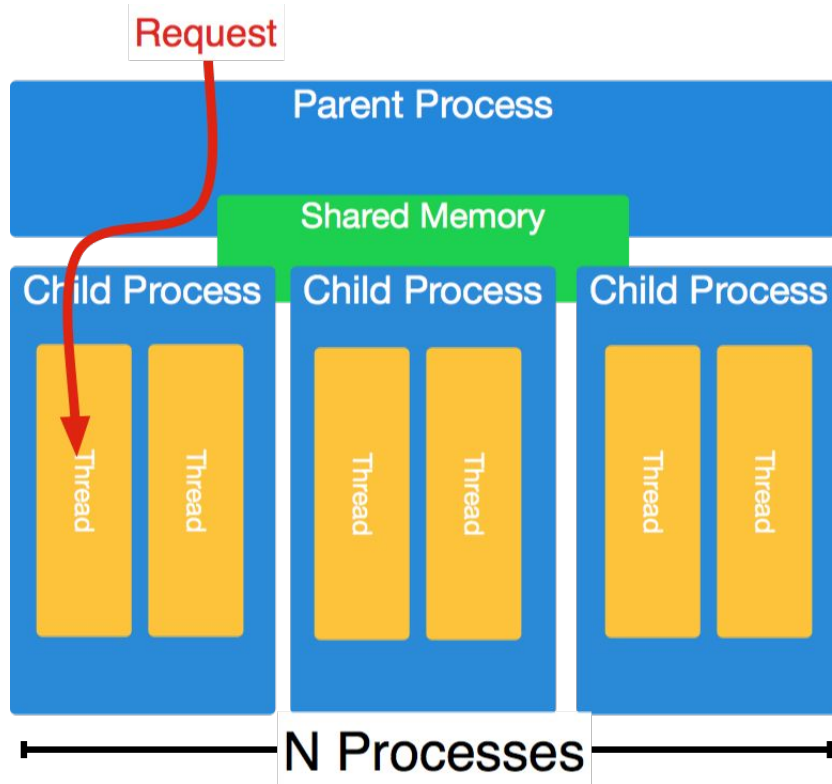 Request
Parent Process
Shared Memory
Child Process
Child Process
Child Process
Thread
Thread
Thread
Thread
Thread
Thread
N Processes